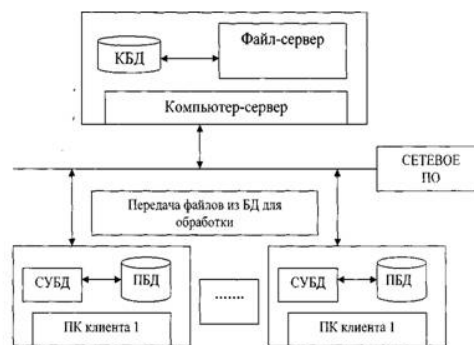 КБД
Файл-сервер
Компьютер-сервер
СЕТЕВОЕ
ПО
Передача файлов из БД для
обработки
СУБД
ПБД
ПК клиента 1
.......
СУБД
ПБД
ПК клиента 1